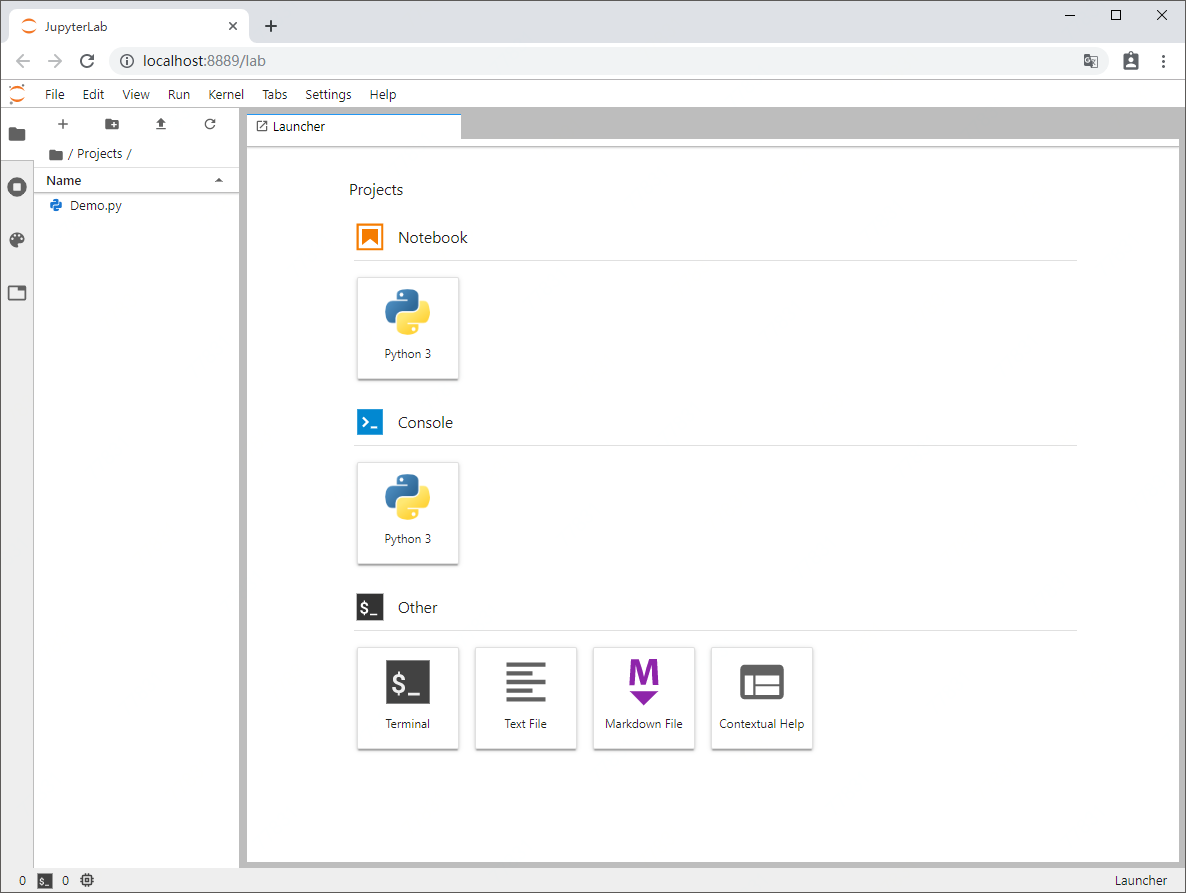 JupyterLab
localhost:8889/lab
File Edit View Run Kernel Tabs Settings Help
/ Projects /
Name
Demo.py
Launcher
Projects
Notebook
Python 3
Console
Python 3
$_ Other
$_
Terminal Text File Markdown File Contextual Help
0 $_ 0 Launcher